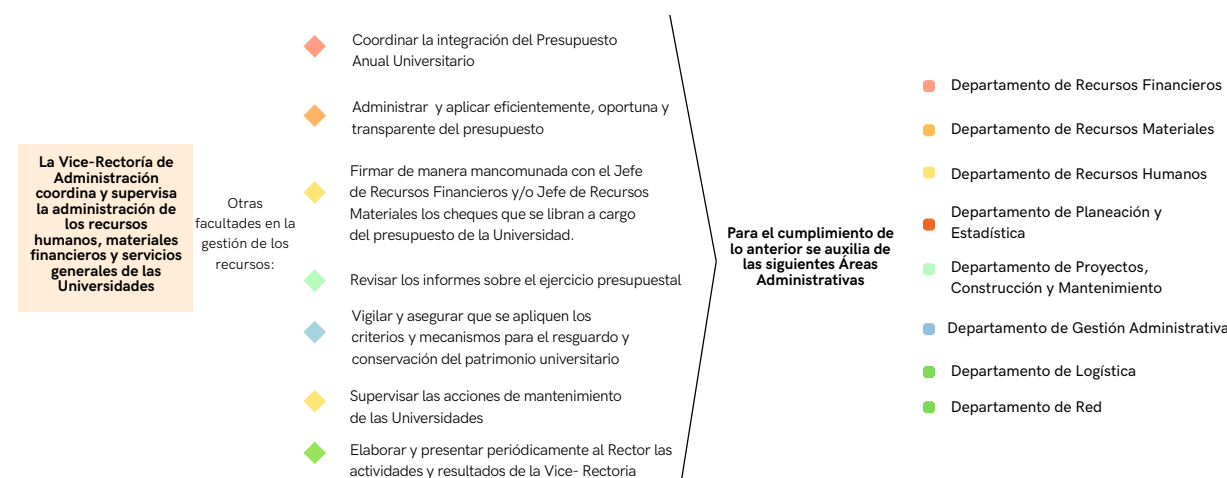 La Vice-Rectoría de
Administración
coordina y supervisa
la administración de
los recursos
humanos, materiales
financieros y servicios
generales de las
Universidades
Otras
facultades en la
gestión de los
recursos:
Coordinar la integración del Presupuesto
Anual Universitario
Administrar y aplicar eficientemente, oportuna y
transparente del presupuesto
Firmar de manera mancomunada con el Jefe
de Recursos Financieros y/o Jefe de Recursos
Materiales los cheques que se libran a cargo
del presupuesto de la Universidad.
Revisar los informes sobre el ejercicio presupuestal
Vigilar y asegurar que se apliquen los
criterios y mecanismos para el resguardo y
conservación del patrimonio universitario
Supervisar las acciones de mantenimiento
de las Universidades
Elaborar y presentar periódicamente al Rector las
actividades y resultados de la Vice- Rectoria
Para el cumplimiento de
lo anterior se auxilia de
las siguientes Áreas
Administrativas
Departamento de Recursos Financieros
Departamento de Recursos Materiales
Departamento de Recursos Humanos
Departamento de Planeación y
Estadística
Departamento de Proyectos,
Construcción y Mantenimiento
Departamento de Gestión Administrativa
Departamento de Logística
Departamento de Red